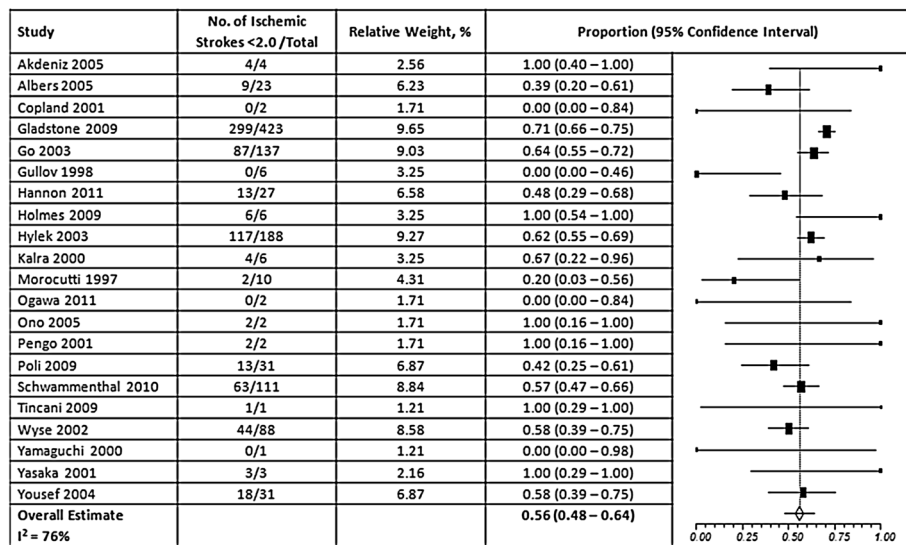 Study No. of Ischemic Strokes <2.0 /Total Relative Weight, % Proportion (95% Confidence Interval)
Akdeniz 2005 4/4 2.56 1.00 (0.40 – 1.00)
Albers 2005 9/23 6.23 0.39 (0.20 – 0.61)
Copland 2001 0/2 1.71 0.00 (0.00 – 0.84)
Gladstone 2009 299/423 9.65 0.71 (0.66 – 0.75)
Go 2003 87/137 9.03 0.64 (0.55 – 0.72)
Gullov 1998 0/6 3.25 0.00 (0.00 – 0.46)
Hannon 2011 13/27 6.58 0.48 (0.29 – 0.68)
Holmes 2009 6/6 3.25 1.00 (0.54 – 1.00)
Hylek 2003 117/188 9.27 0.62 (0.55 – 0.69)
Kalra 2000 4/6 3.25 0.67 (0.22 – 0.96)
Morocutti 1997 2/10 4.31 0.20 (0.03 – 0.56)
Ogawa 2011 0/2 1.71 0.00 (0.00 – 0.84)
Ono 2005 2/2 1.71 1.00 (0.16 – 1.00)
Pengo 2001 2/2 1.71 1.00 (0.16 – 1.00)
Poli 2009 13/31 6.87 0.42 (0.25 – 0.61)
Schwammenthal 2010 63/111 8.84 0.57 (0.47 – 0.66)
Tincani 2009 1/1 1.21 1.00 (0.29 – 1.00)
Wyse 2002 44/88 8.58 0.58 (0.39 – 0.75)
Yamaguchi 2000 0/1 1.21 0.00 (0.00 – 0.98)
Yasaka 2001 3/3 2.16 1.00 (0.29 – 1.00)
Yousef 2004 18/31 6.87 0.58 (0.39 – 0.75)
Overall Estimate 0.56 (0.48 – 0.64)
I² = 76%
0.00 0.25 0.50 0.75 1.00